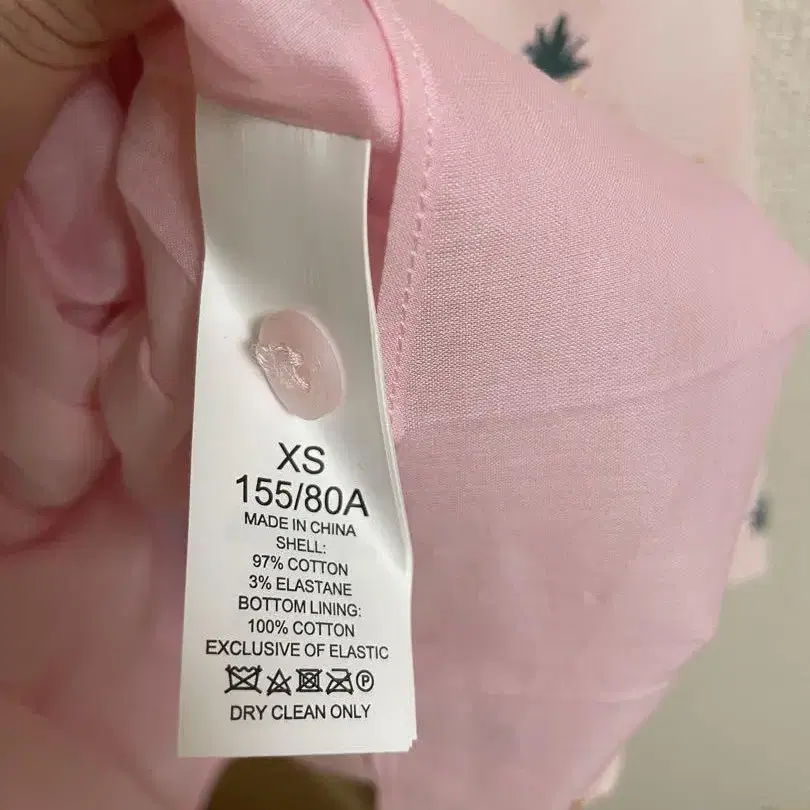 XS
155/80A
MADE IN CHINA
SHELL:
97% COTTON
3% ELASTANE
BOTTOM LINING:
100% COTTON
EXCLUSIVE OF ELASTIC
P
DRY CLEAN ONLY